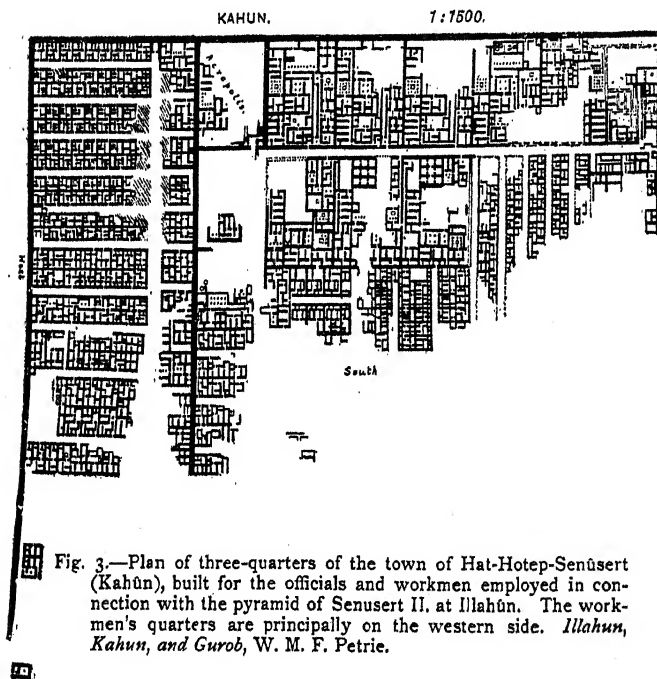 KAHUN. 1:1500.
Acropolis
West
South
Fig. 3.—Plan of three-quarters of the town of Hat-Hotep-Senûsert
(Kahûn), built for the officials and workmen employed in con-
nection with the pyramid of Senusert II. at Illahûn. The work-
men's quarters are principally on the western side. Illahun,
Kahun, and Gurob, W. M. F. Petrie.